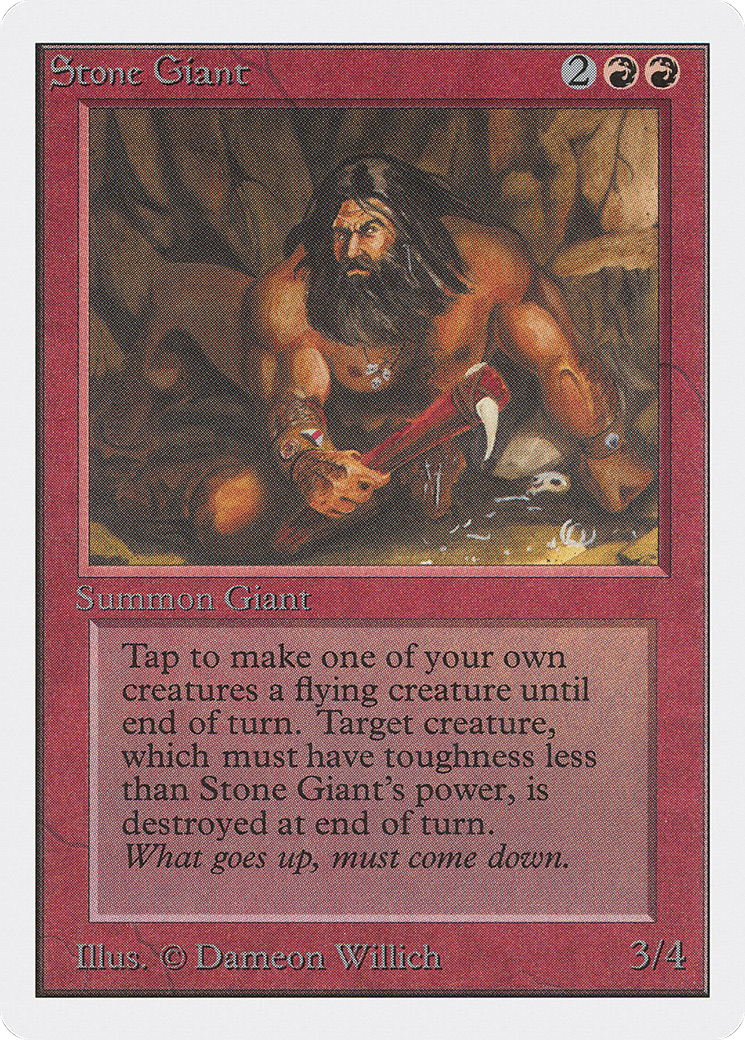 Stone Giant 2
Summon Giant
Tap to make one of your own
creatures a flying creature until
end of turn. Target creature,
which must have toughness less
than Stone Giant's power, is
destroyed at end of turn.
What goes up, must come down.
Illus. © Dameon Willich 3/4